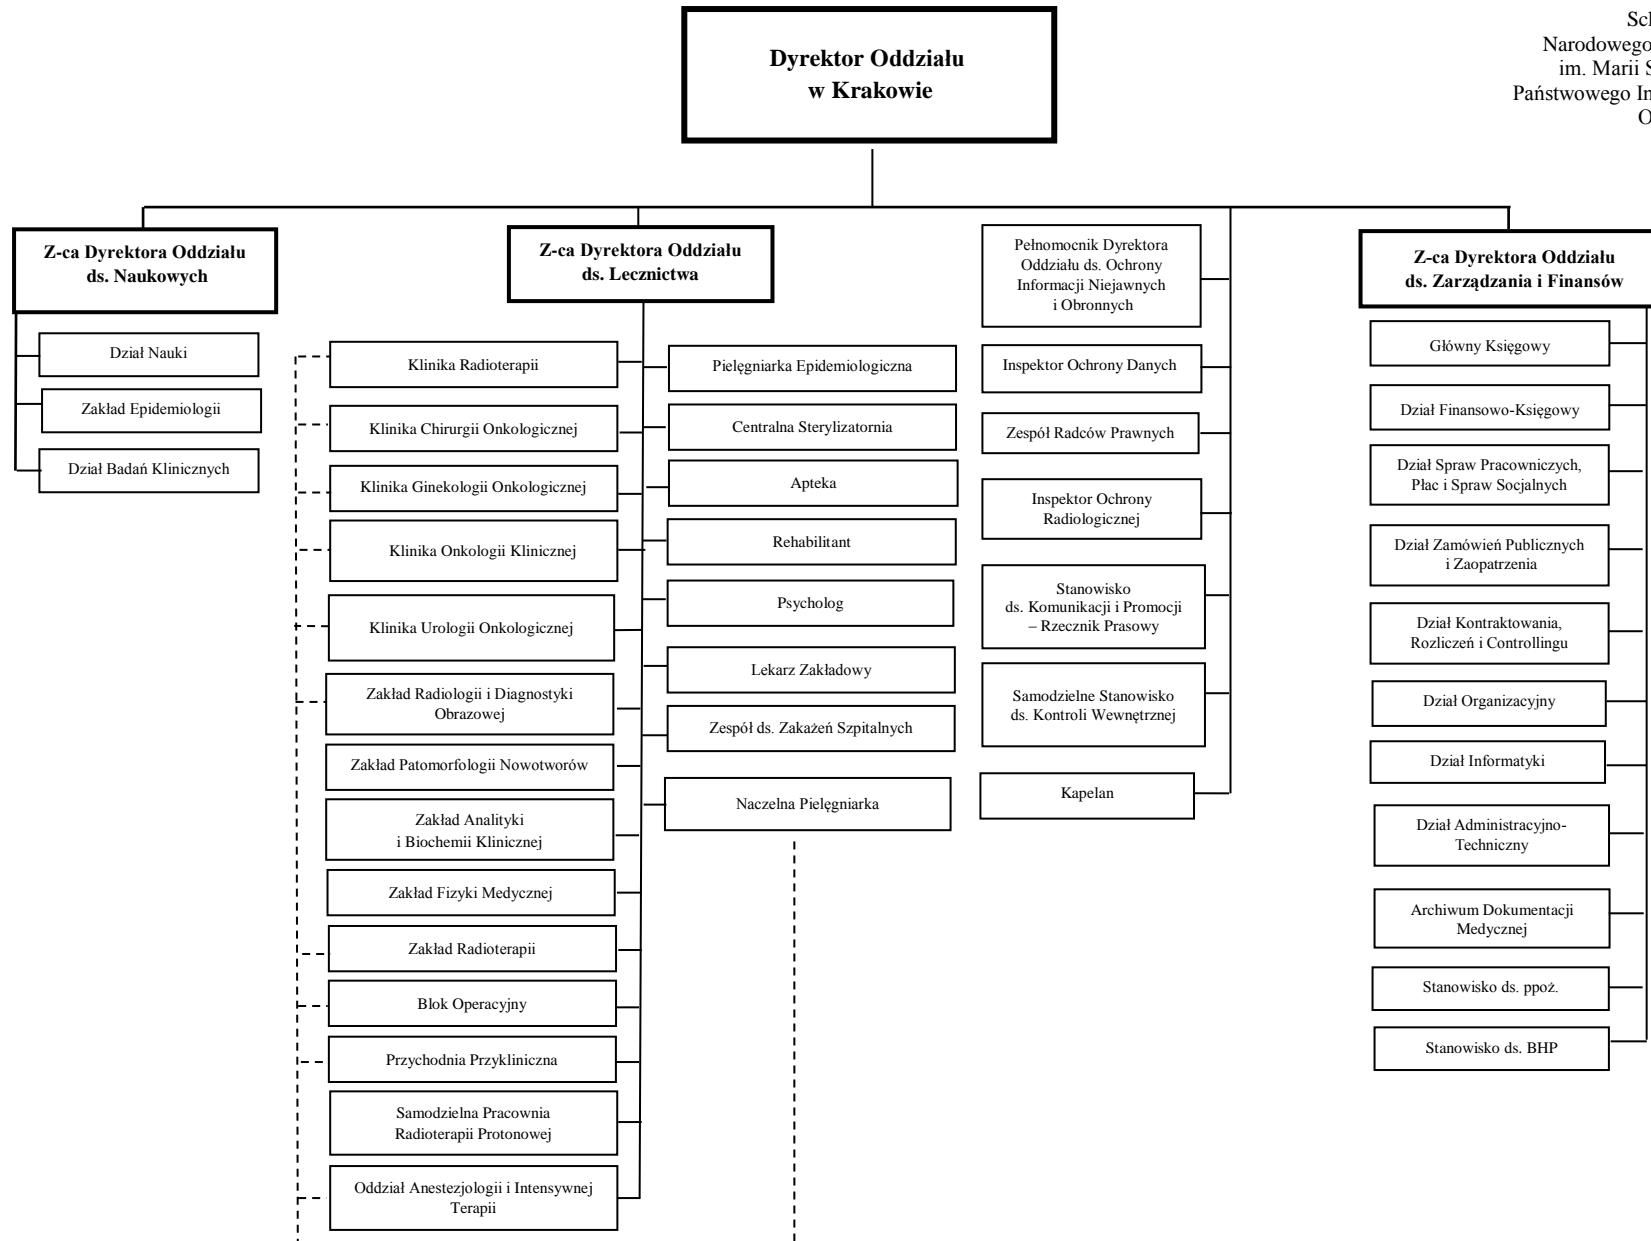 Dyrektor Oddziału
w Krakowie
Narodowego
im. Marii
Państwowego
Z-ca Dyrektora Oddziału
ds. Naukowych
Dział Nauki
Zakład Epidemiologii
Dział Badań Klinicznych
Z-ca Dyrektora Oddziału
ds. Lecznictwa
Klinika Radioterapii
Klinika Chirurgii Onkologicznej
Klinika Ginekologii Onkologicznej
Klinika Onkologii Klinicznej
Klinika Urologii Onkologicznej
Zakład Radiologii i Diagnostyki
Obrazowej
Zakład Patomorfologii Nowotworów
Zakład Analityki
i Biochemii Klinicznej
Zakład Fizyki Medycznej
Zakład Radioterapii
Blok Operacyjny
Przychodnia Przykliniczna
Samodzielna Pracownia
Radioterapii Protonowej
Oddział Anestezjologii i Intensywnej
Terapii
Pielęgniarka Epidemiologiczna
Centralna Sterylizatornia
Apteka
Rehabilitant
Psycholog
Lekarz Zakładowy
Zespół ds. Zakażeń Szpitalnych
Naczelna Pielęgniarka
Pełnomocnik Dyrektora
Oddziału ds. Ochrony
Informacji Niejawnych
i Obronnych
Inspektor Ochrony Danych
Zespół Radców Prawnych
Inspektor Ochrony
Radiologicznej
Stanowisko
ds. Komunikacji i Promocji
– Rzecznik Prasowy
Samodzielne Stanowisko
ds. Kontroli Wewnętrznej
Kapelan
Z-ca Dyrektora Oddziału
ds. Zarządzania i Finansów
Główny Księgowy
Dział Finansowo-Księgowy
Dział Spraw Pracowniczych,
Płac i Spraw Socjalnych
Dział Zamówień Publicznych
i Zaopatrzenia
Dział Kontraktowania,
Rozliczeń i Controllingu
Dział Organizacyjny
Dział Informatyki
Dział Administracyjno-
Techniczny
Archiwum Dokumentacji
Medycznej
Stanowisko ds. ppoż.
Stanowisko ds. BHP